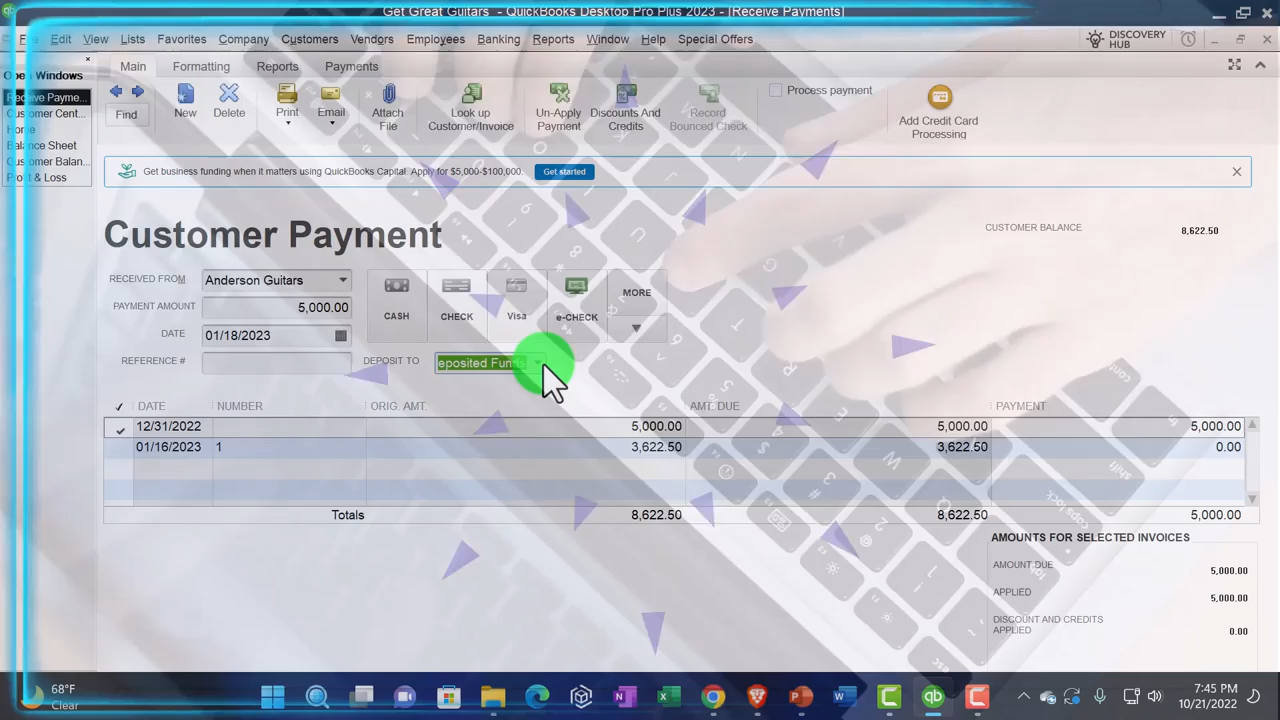 Get Great Guitars - QuickBooks Desktop Pro Plus 2023 - [Receive Payments]
File Edit View Lists Favorites Company Customers Vendors Employees Banking Reports Window Help Special Offers
DISCOVERY HUB
Open Windows
Receive Payme...
Customer Cent...
Home
Balance Sheet
Customer Balan...
Profit & Loss
Main Formatting Reports Payments
Find
New
Delete
Print
Email
Attach File
Look up Customer/Invoice
Un-Apply Payment
Discounts And Credits
Record Bounced Check
Process payment
Add Credit Card Processing
Get business funding when it matters using QuickBooks Capital. Apply for $5,000-$100,000. Get started
Customer Payment
CUSTOMER BALANCE 8,622.50
RECEIVED FROM Anderson Guitars
PAYMENT AMOUNT 5,000.00
DATE 01/18/2023
REFERENCE #
CASH CHECK Visa e-CHECK MORE
DEPOSIT TO eposited Funds
DATE NUMBER ORIG. AMT. AMT. DUE PAYMENT
12/31/2022 5,000.00 5,000.00 5,000.00
01/16/2023 1 3,622.50 3,622.50 0.00
Totals 8,622.50 8,622.50 5,000.00
AMOUNTS FOR SELECTED INVOICES
AMOUNT DUE 5,000.00
APPLIED 5,000.00
DISCOUNT AND CREDITS APPLIED 0.00
68°F
Clear
7:45 PM
10/21/2022